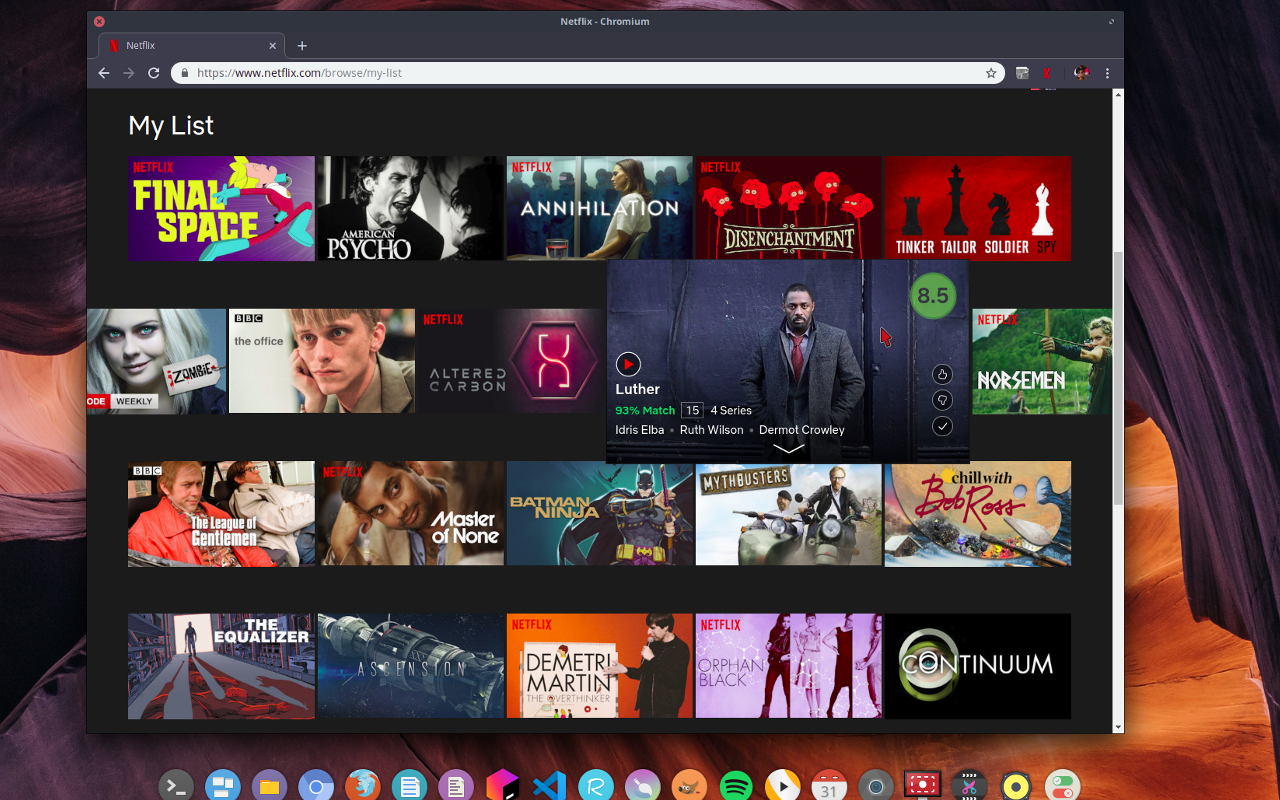 Netflix - Chromium
Netflix
https://www.netflix.com/browse/my-list
My List
NETFLIX
FINAL
SPACE
AMERICAN
PSYCHO
NETFLIX
ANNIHILATION
NETFLIX
DISENCHANTMENT
TINKER TAILOR SOLDIER SPY
iZOMBiE
ODE WEEKLY
BBC
the office
NETFLIX
ALTERED
CARBON
8.5
Luther
93% Match 15 4 Series
Idris Elba • Ruth Wilson • Dermot Crowley
NETFLIX
NORSEMEN
BBC
The League of
Gentlemen
NETFLIX
Master
of None
BATMAN
NINJA
MYTHBUSTERS
chill with
Bob Ross
THE
EQUALIZER
ASCENSION
NETFLIX
DEMETRI
MARTIN
THE OVERTHINKER
NETFLIX
ORPHAN
BLACK
CONTINUUM
31